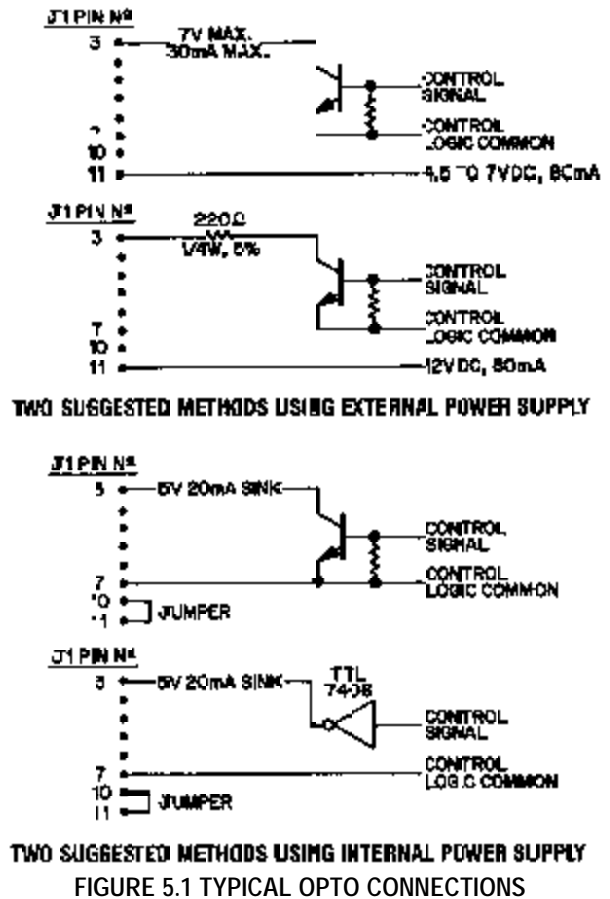 J1 PIN Nº
3
7V MAX.
30mA MAX.
CONTROL
SIGNAL
7
CONTROL
LOGIC COMMON
10
11
4.5 TO 7VDC, 80mA
J1 PIN Nº
3
220Ω
1/4W, 5%
CONTROL
SIGNAL
7
CONTROL
LOGIC COMMON
10
11
12VDC, 80mA
TWO SUGGESTED METHODS USING EXTERNAL POWER SUPPLY
J1 PIN Nº
5V 20mA SINK
CONTROL
SIGNAL
7
CONTROL
LOGIC COMMON
10
11
JUMPER
J1 PIN Nº
5V 20mA SINK
TTL
CONTROL
SIGNAL
7
CONTROL
LOGIC COMMON
10
11
JUMPER
TWO SUGGESTED METHODS USING INTERNAL POWER SUPPLY
FIGURE 5.1 TYPICAL OPTO CONNECTIONS